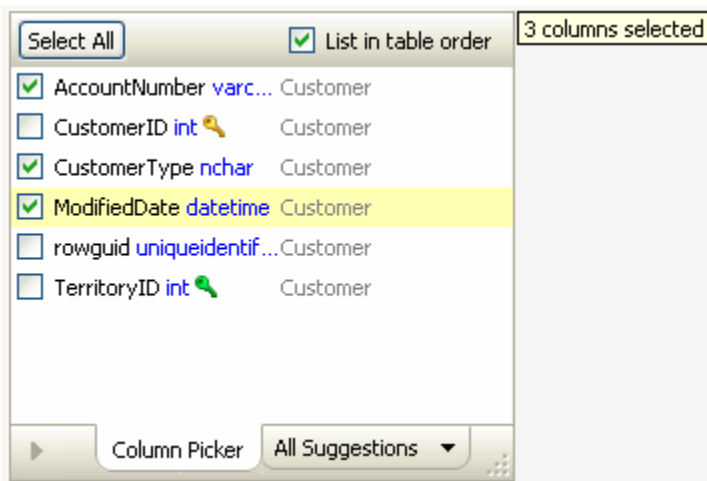 Select All
List in table order
3 columns selected
AccountNumber varc... Customer
CustomerID int Customer
CustomerType nchar Customer
ModifiedDate datetime Customer
rowguid uniqueidentif... Customer
TerritoryID int Customer
Column Picker
All Suggestions